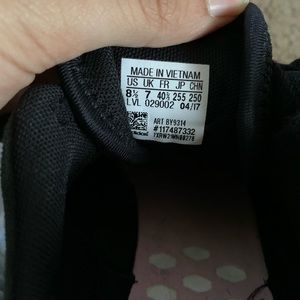 MADE IN VIETNAM
US UK FR JP CHN
8½ 7 40⅔ 255 250
LVL 029002 04/17
ART BY9314
#117487332